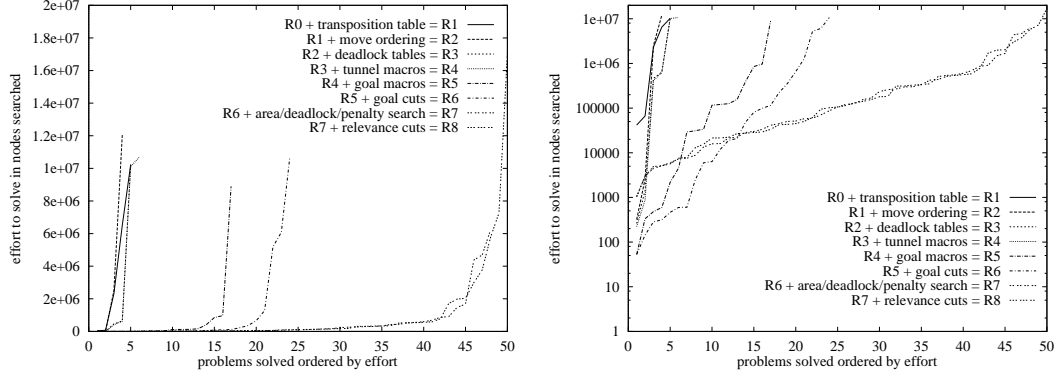 effort to solve in nodes searched
2e+07
1.8e+07
1.6e+07
1.4e+07
1.2e+07
1e+07
8e+06
6e+06
4e+06
2e+06
0
R0 + transposition table = R1
R1 + move ordering = R2
R2 + deadlock tables = R3
R3 + tunnel macros = R4
R4 + goal macros = R5
R5 + goal cuts = R6
R6 + area/deadlock/penalty search = R7
R7 + relevance cuts = R8
0 5 10 15 20 25 30 35 40 45 50
problems solved ordered by effort
effort to solve in nodes searched
1e+07
1e+06
100000
10000
1000
100
10
1
R0 + transposition table = R1
R1 + move ordering = R2
R2 + deadlock tables = R3
R3 + tunnel macros = R4
R4 + goal macros = R5
R5 + goal cuts = R6
R6 + area/deadlock/penalty search = R7
R7 + relevance cuts = R8
0 5 10 15 20 25 30 35 40 45 50
problems solved ordered by effort